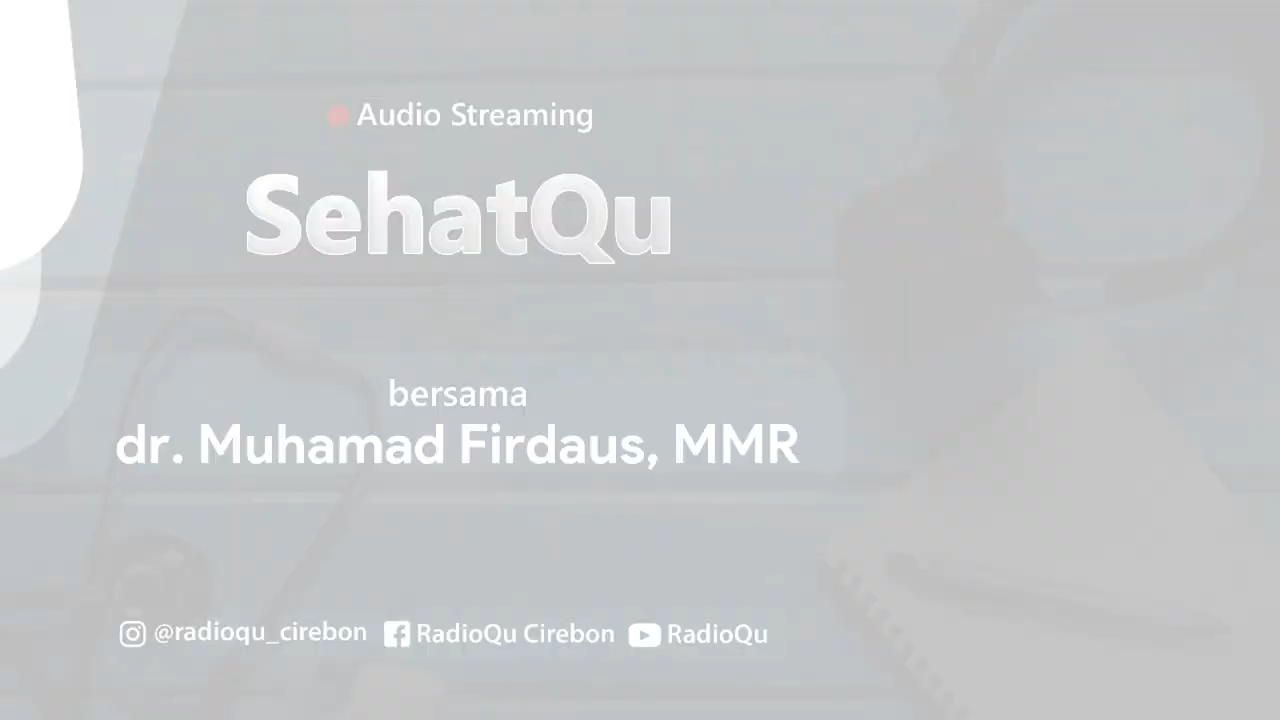 Audio Streaming
SehatQu
bersama
dr. Muhamad Firdaus, MMR
@radioqu_cirebon RadioQu Cirebon RadioQu